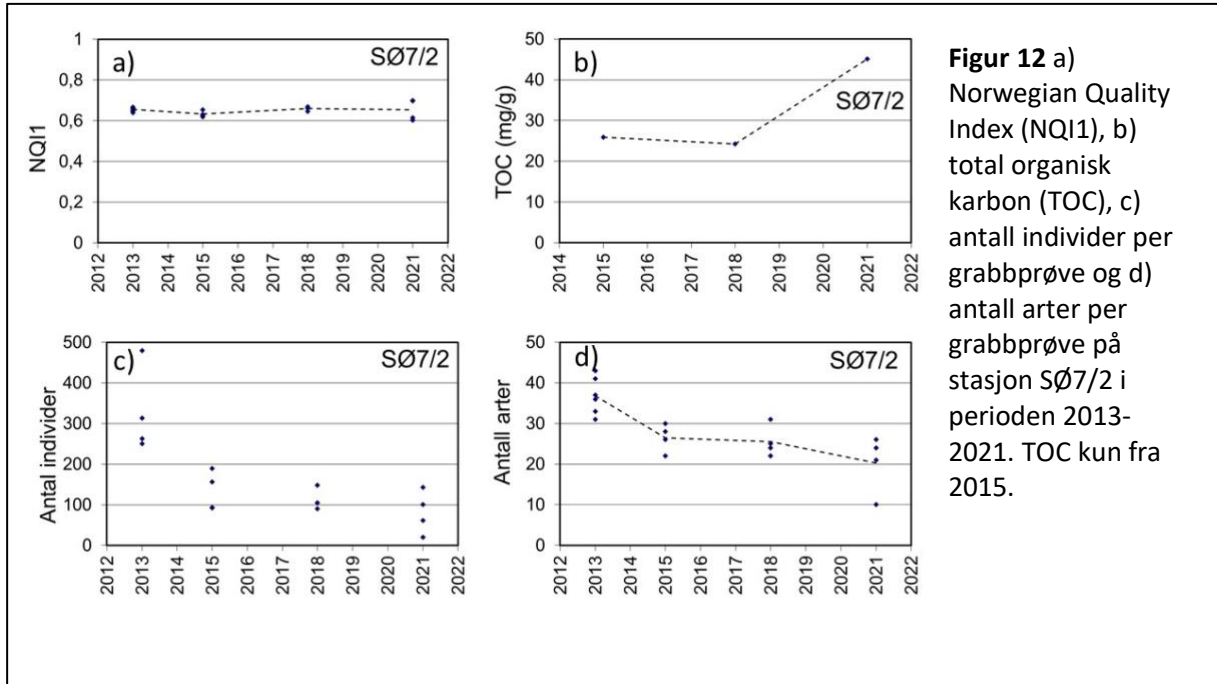 a)
SØ7/2
NQI1
1
0,8
0,6
0,4
0,2
0
2012
2013
2014
2015
2016
2017
2018
2019
2020
2021
2022
b)
SØ7/2
TOC (mg/g)
50
40
30
20
10
0
2014
2015
2016
2017
2018
2019
2020
2021
2022
c)
SØ7/2
Antal individer
500
400
300
200
100
0
2012
2013
2014
2015
2016
2017
2018
2019
2020
2021
2022
d)
SØ7/2
Antall arter
50
40
30
20
10
0
2012
2013
2014
2015
2016
2017
2018
2019
2020
2021
2022
Figur 12 a)
Norwegian Quality
Index (NQI1), b)
total organisk
karbon (TOC), c)
antall individer per
grabbprøve og d)
antall arter per
grabbprøve på
stasjon SØ7/2 i
perioden 2013-
2021. TOC kun fra
2015.